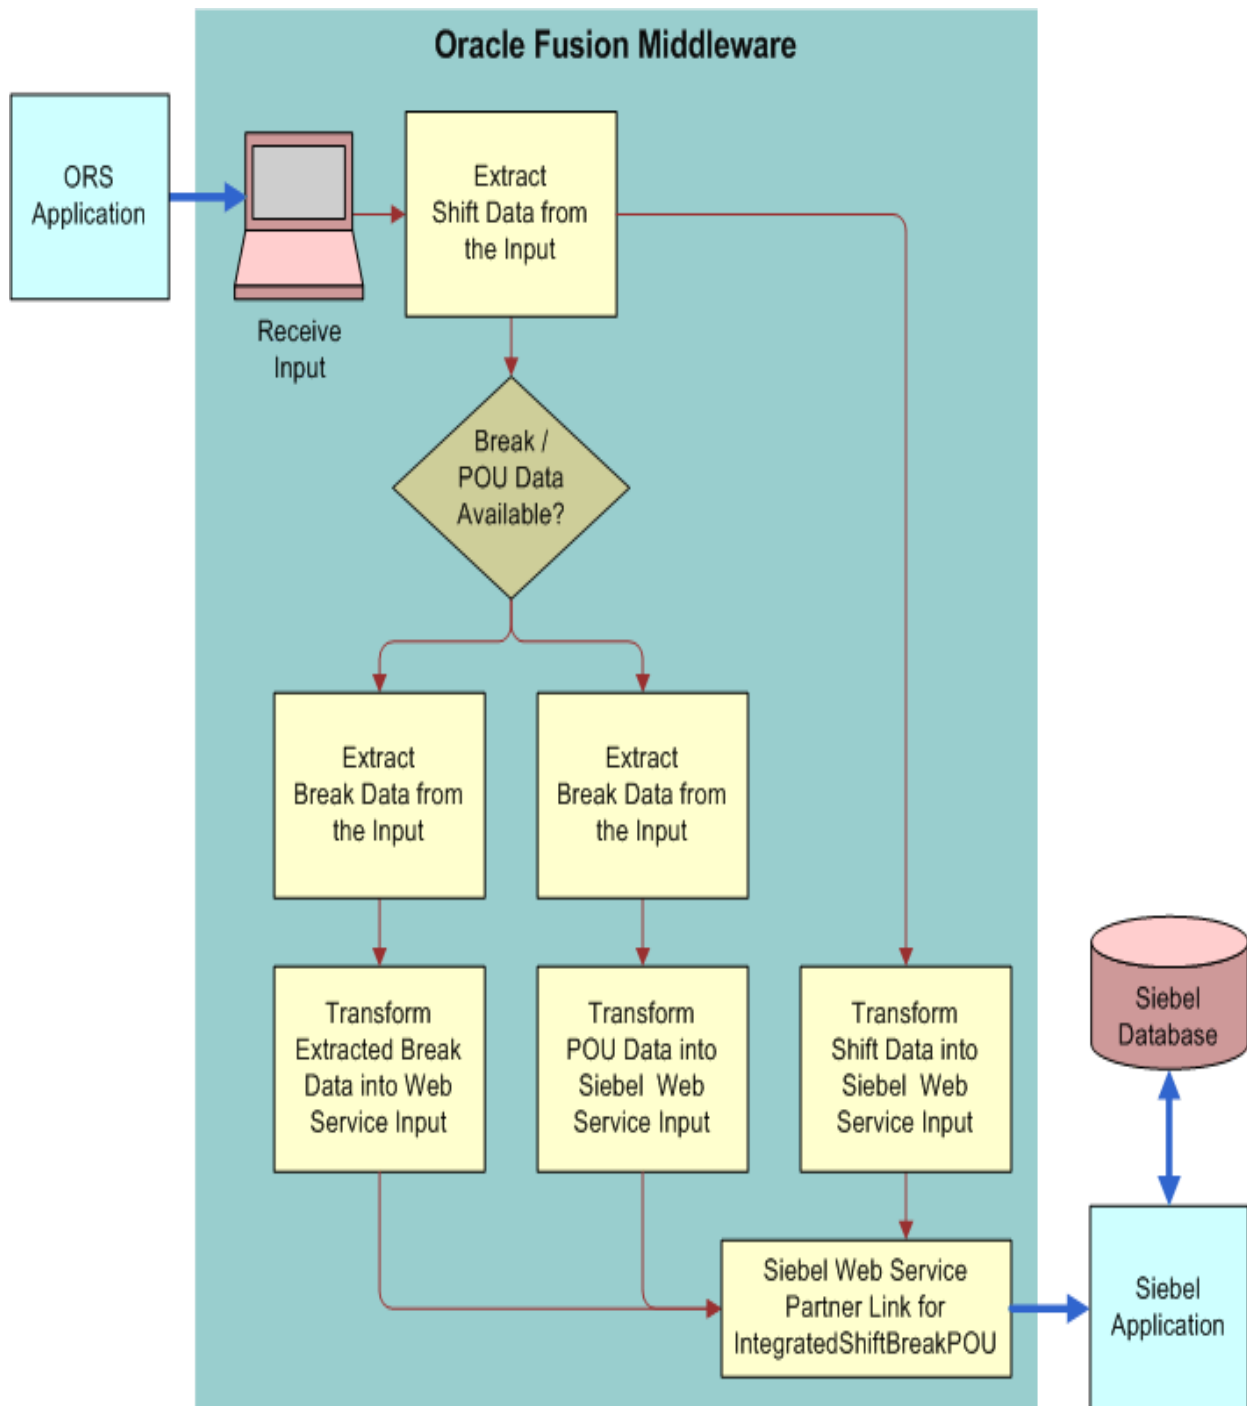 Oracle Fusion Middleware
ORS
Application
Receive
Input
Extract
Shift Data from
the Input
Break /
POU Data
Available?
Extract
Break Data from
the Input
Extract
Break Data from
the Input
Transform
Extracted Break
Data into Web
Service Input
Transform
POU Data into
Siebel  Web
Service Input
Transform
Shift Data into
Siebel  Web
Service Input
Siebel Web Service
Partner Link for
IntegratedShiftBreakPOU
Siebel
Database
Siebel
Application